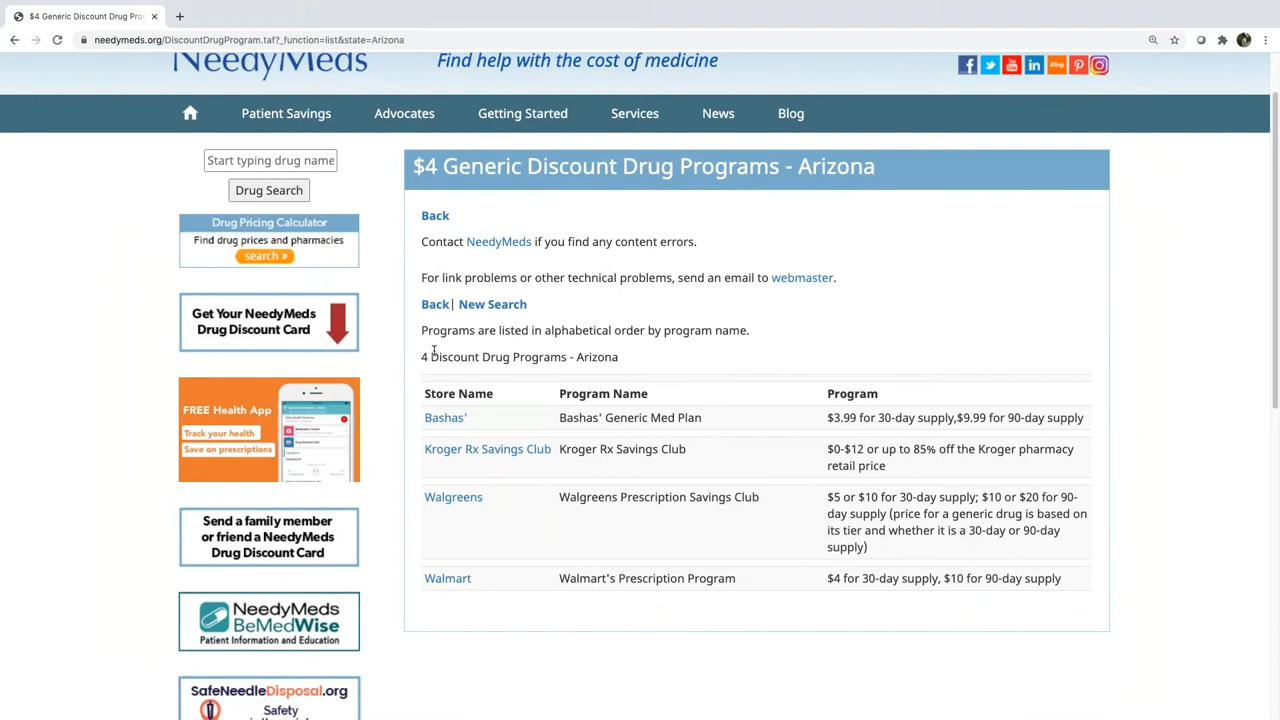 $4 Generic Discount Drug Pro
needymeds.org/DiscountDrugProgram.taf?_function=list&state=Arizona
NeedyMeds
Find help with the cost of medicine
Blog
Patient Savings
Advocates
Getting Started
Services
News
Blog
Start typing drug name
Drug Search
Drug Pricing Calculator
Find drug prices and pharmacies
search »
Get Your NeedyMeds
Drug Discount Card
FREE Health App
Track your health
Save on prescriptions
Send a family member
or friend a NeedyMeds
Drug Discount Card
NeedyMeds
BeMedWise
Patient Information and Education
SafeNeedleDisposal.org
Safety
$4 Generic Discount Drug Programs - Arizona
Back
Contact NeedyMeds if you find any content errors.
For link problems or other technical problems, send an email to webmaster.
Back| New Search
Programs are listed in alphabetical order by program name.
4 Discount Drug Programs - Arizona
Store Name Program Name Program
Bashas' Bashas' Generic Med Plan $3.99 for 30-day supply,$9.99 for 90-day supply
Kroger Rx Savings Club Kroger Rx Savings Club $0-$12 or up to 85% off the Kroger pharmacy
retail price
Walgreens Walgreens Prescription Savings Club $5 or $10 for 30-day supply; $10 or $20 for 90-
day supply (price for a generic drug is based on
its tier and whether it is a 30-day or 90-day
supply)
Walmart Walmart's Prescription Program $4 for 30-day supply, $10 for 90-day supply